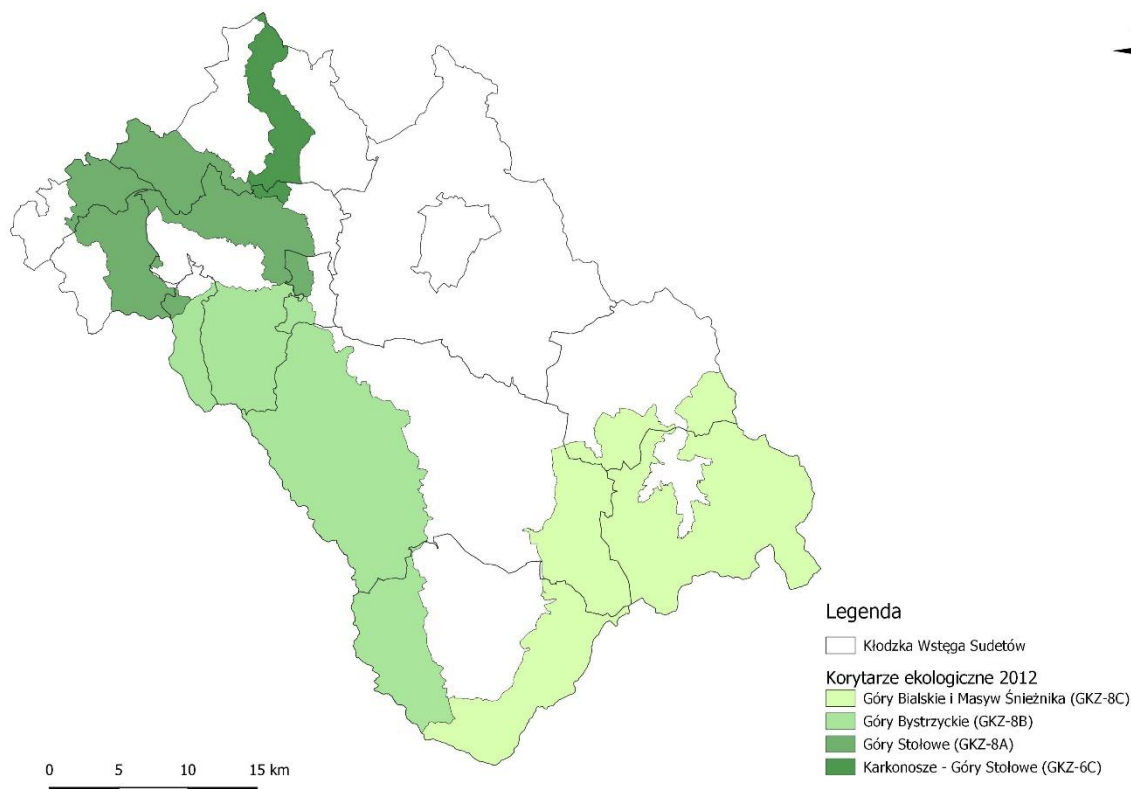 Legenda
Kłodzka Wstęga Sudetów
Korytarze ekologiczne 2012
Góry Bialskie i Masyw Śnieżnika (GKZ-8C)
Góry Bystrzyckie (GKZ-8B)
Góry Stołowe (GKZ-8A)
Karkonosze - Góry Stołowe (GKZ-6C)
0 5 10 15 km